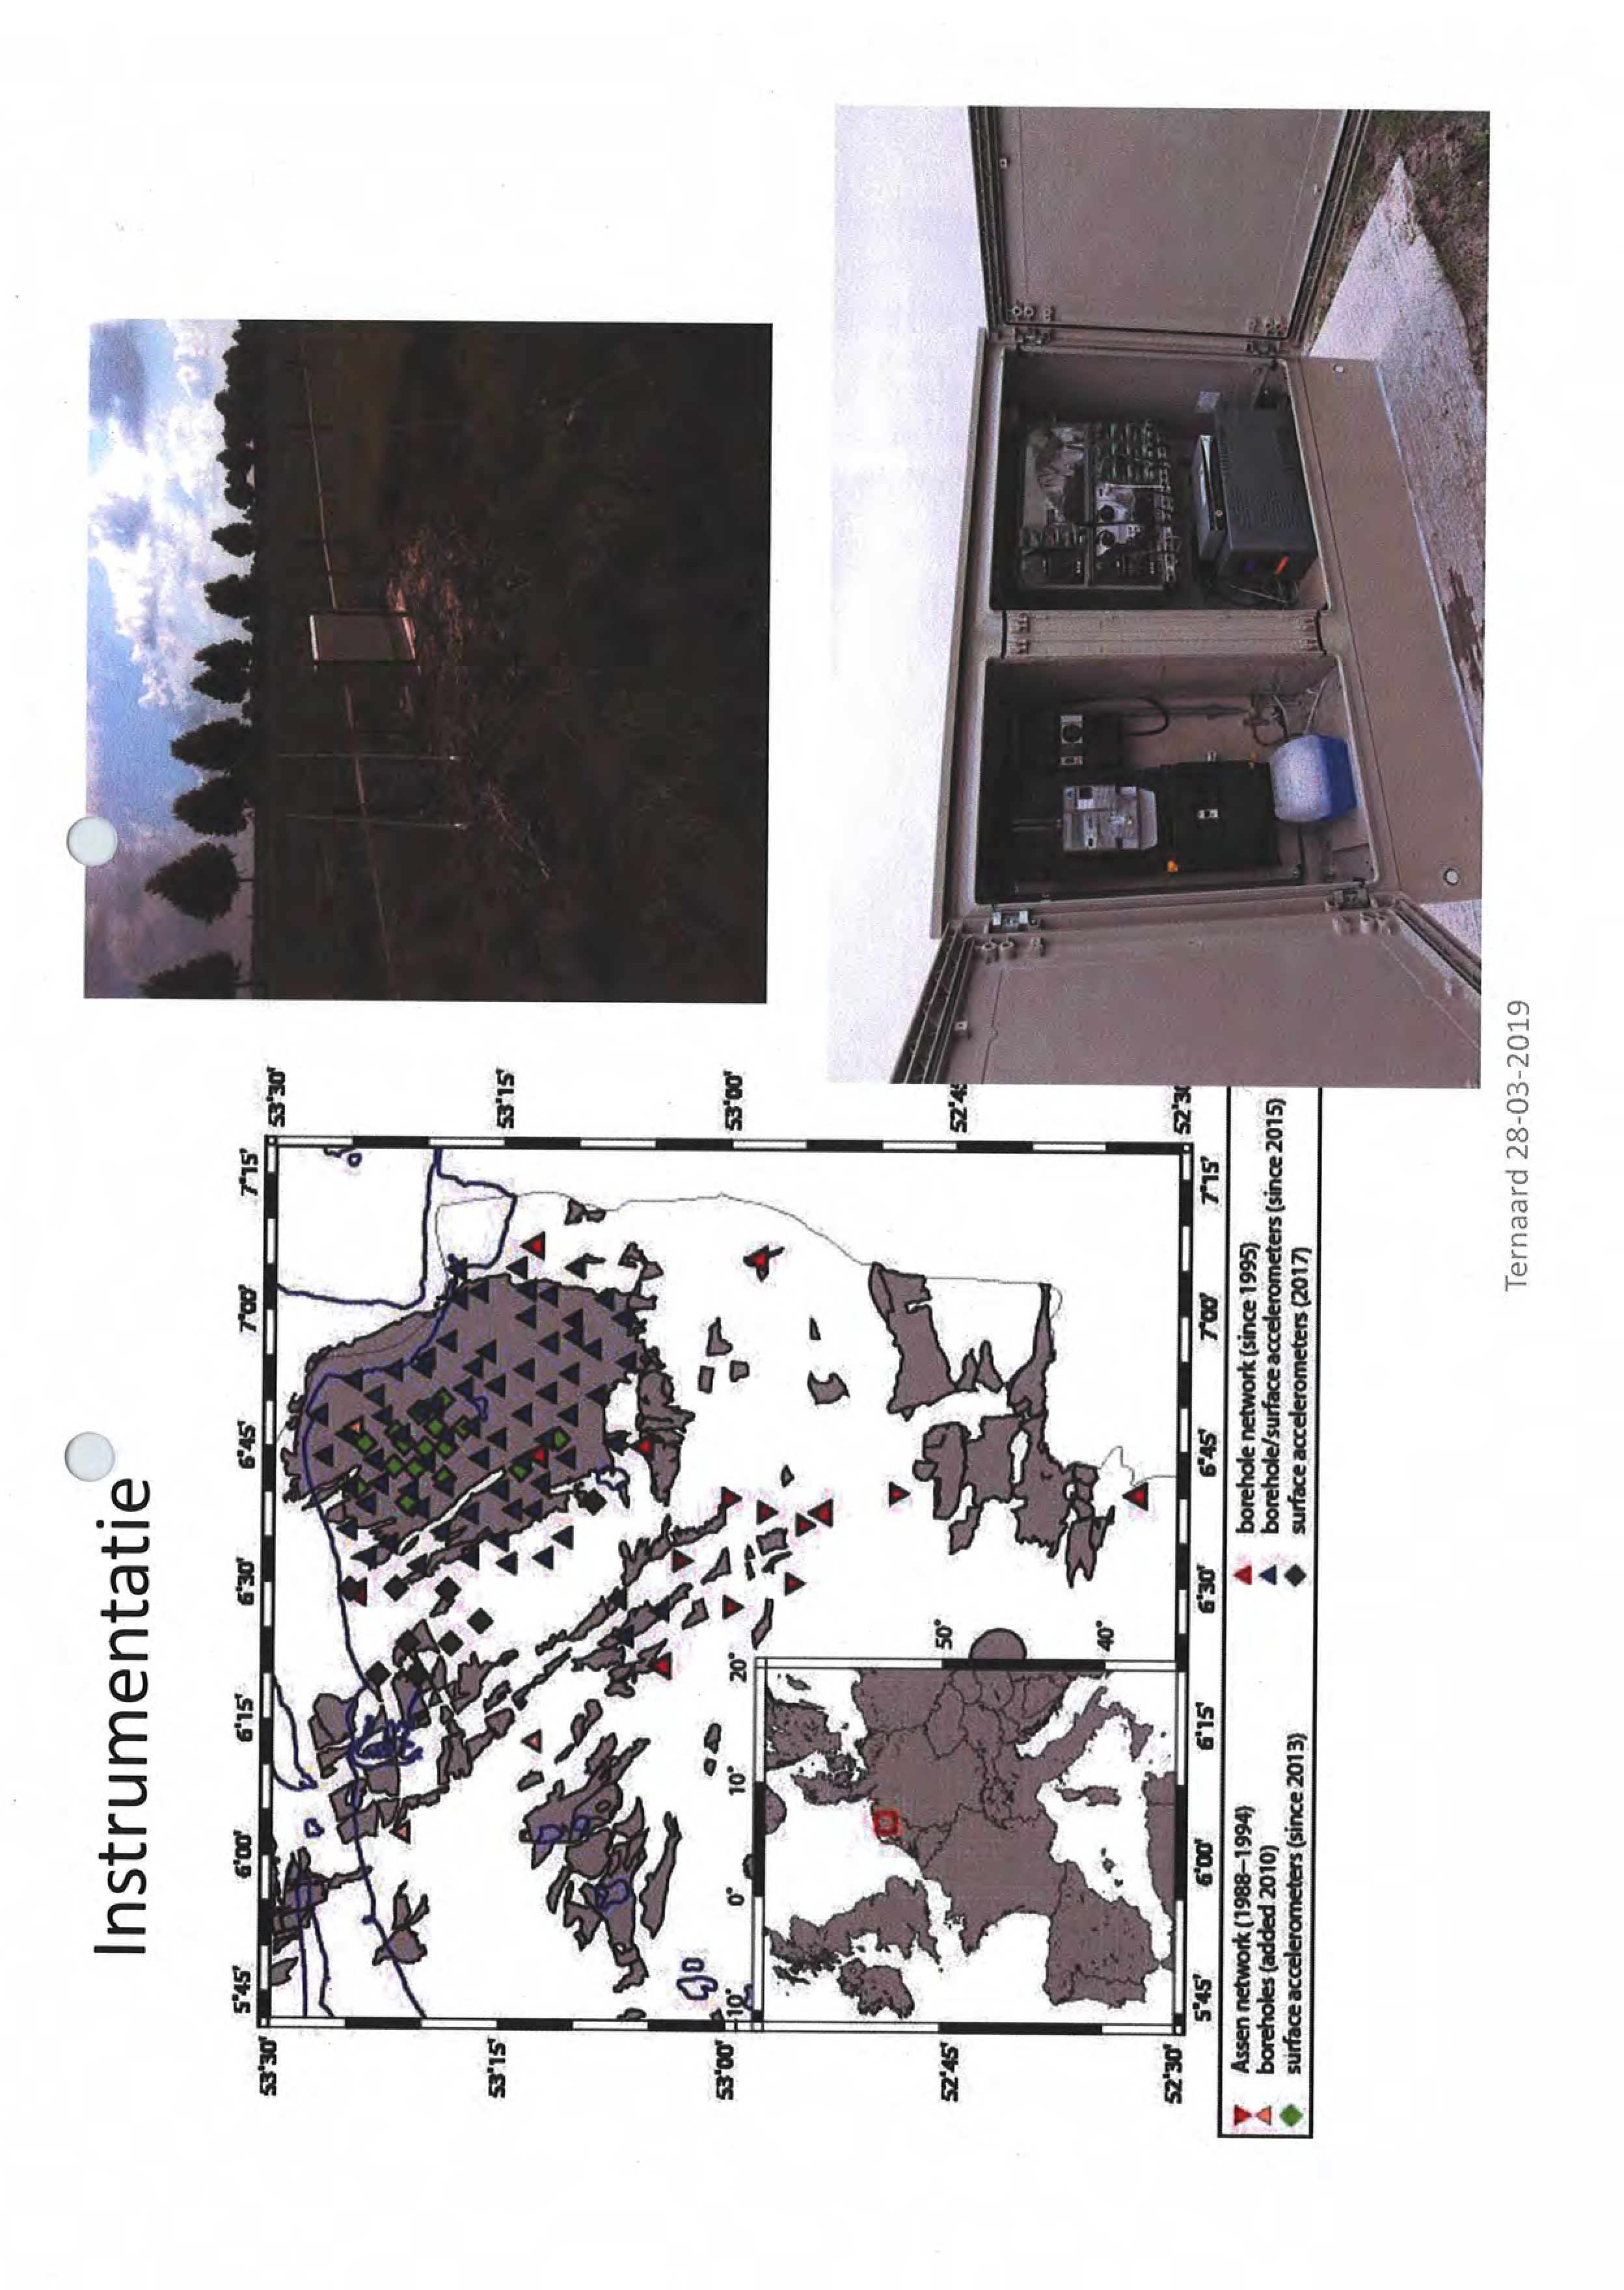 Instrumentatie
5°45' 6°00' 6°15' 6°30' 6°45' 7°00' 7°15'
53°30' 53°30'
53°15' 53°15'
53°00' 53°00'
-10° 0° 10° 20°
52°45' 52°4
50°
40°
52°30' 52°30
5°45' 6°00' 6°15' 6°30' 6°45' 7°00' 7°15'
Assen network (1988–1994) borehole network (since 1995)
boreholes (added 2010) borehole/surface accelerometers (since 2015)
surface accelerometers (since 2013) surface accelerometers (2017)
Ternaard 28-03-2019